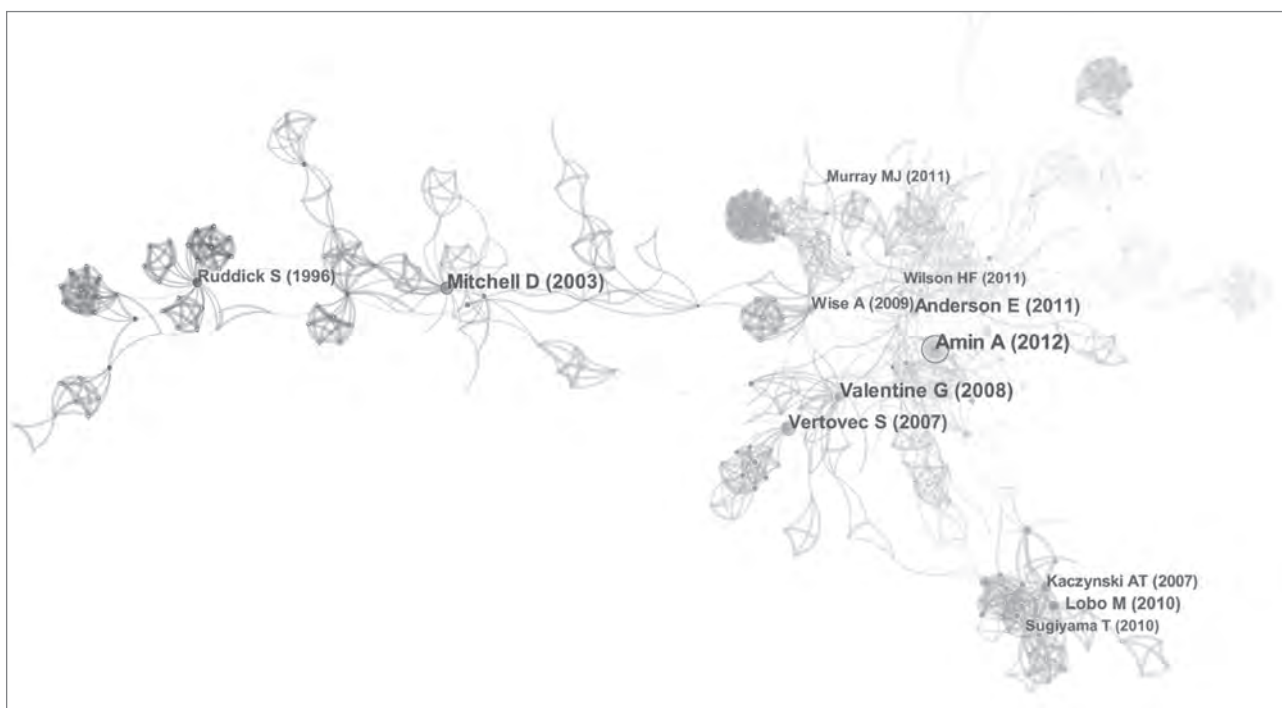 Murray MJ (2011)
Ruddick S (1996)
Mitchell D (2003)
Wilson HF (2011)
Wise A (2009)
Anderson E (2011)
Amin A (2012)
Valentine G (2008)
Vertovec S (2007)
Kaczynski AT (2007)
Lobo M (2010)
Sugiyama T (2010)